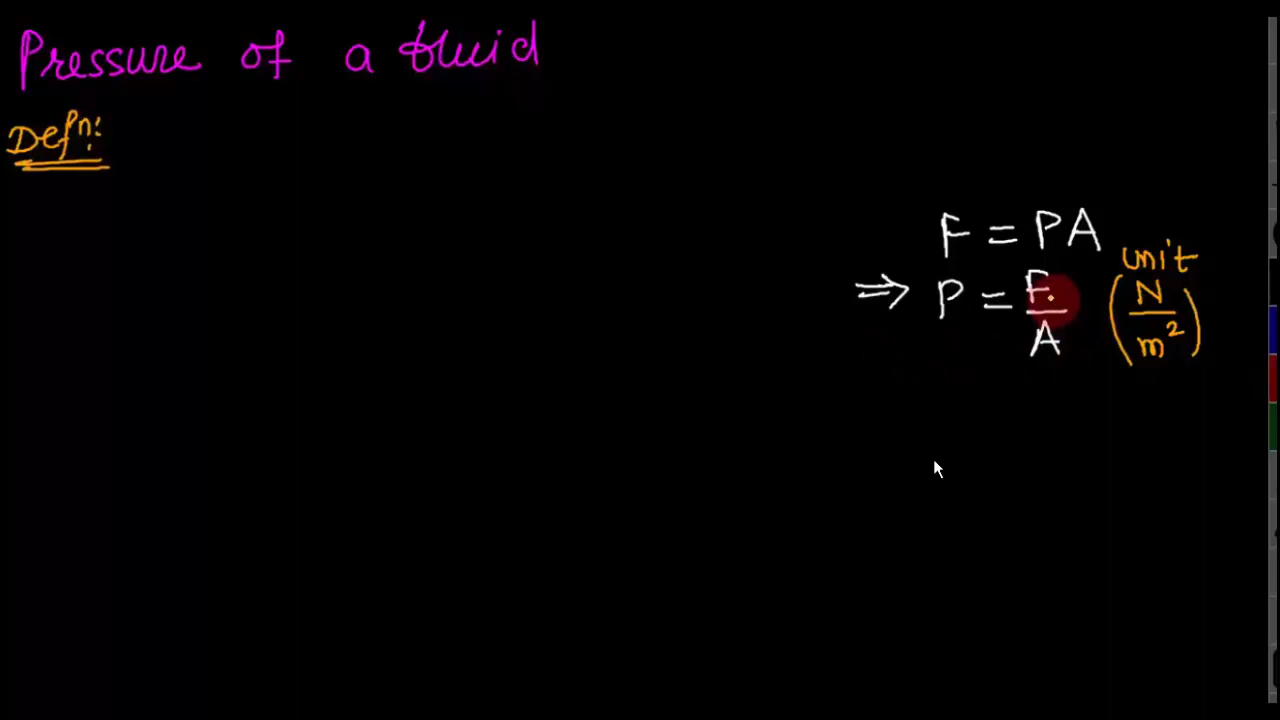 Pressure of a fluid
Defn:
F = PA
unit
⇒ P = F/A (N/m²)